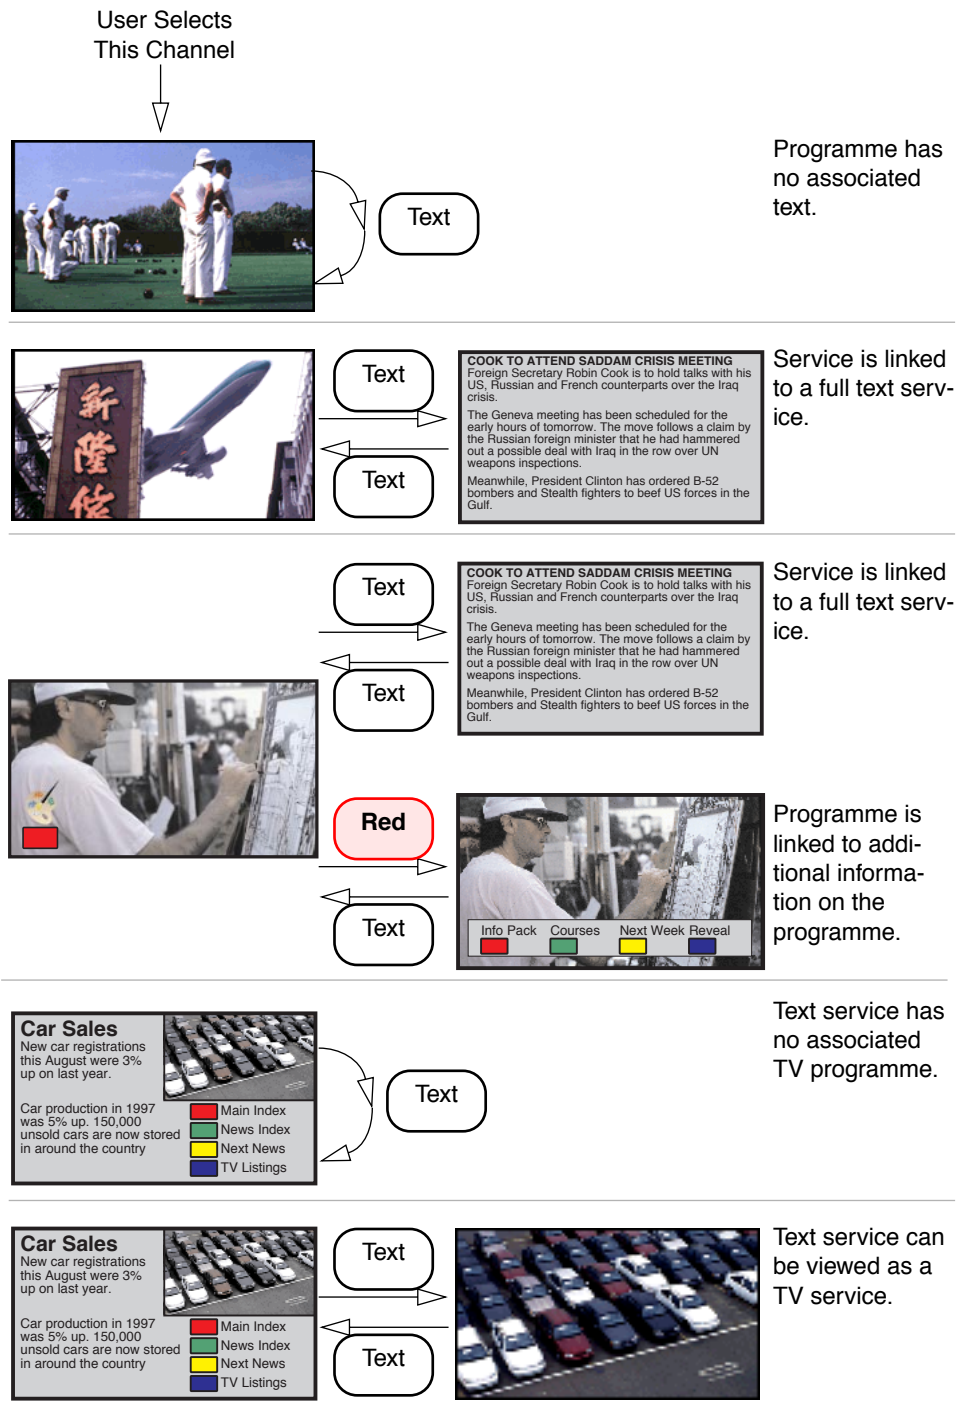 User Selects
This Channel
Text
Programme has
no associated
text.
新
隆
Text
Text
COOK TO ATTEND SADDAM CRISIS MEETING
Foreign Secretary Robin Cook is to hold talks with his
US, Russian and French counterparts over the Iraq
crisis.
The Geneva meeting has been scheduled for the
early hours of tomorrow. The move follows a claim by
the Russian foreign minister that he had hammered
out a possible deal with Iraq in the row over UN
weapons inspections.
Meanwhile, President Clinton has ordered B-52
bombers and Stealth fighters to beef US forces in the
Gulf.
Service is linked
to a full text serv-
ice.
Text
Text
COOK TO ATTEND SADDAM CRISIS MEETING
Foreign Secretary Robin Cook is to hold talks with his
US, Russian and French counterparts over the Iraq
crisis.
The Geneva meeting has been scheduled for the
early hours of tomorrow. The move follows a claim by
the Russian foreign minister that he had hammered
out a possible deal with Iraq in the row over UN
weapons inspections.
Meanwhile, President Clinton has ordered B-52
bombers and Stealth fighters to beef US forces in the
Gulf.
Service is linked
to a full text serv-
ice.
Red
Text
Info Pack Courses Next Week Reveal
Programme is
linked to addi-
tional informa-
tion on the
programme.
Car Sales
New car registrations
this August were 3%
up on last year.
Car production in 1997
was 5% up. 150,000
unsold cars are now stored
in around the country
Main Index
News Index
Next News
TV Listings
Text
Text service has
no associated
TV programme.
Car Sales
New car registrations
this August were 3%
up on last year.
Car production in 1997
was 5% up. 150,000
unsold cars are now stored
in around the country
Main Index
News Index
Next News
TV Listings
Text
Text
Text service can
be viewed as a
TV service.